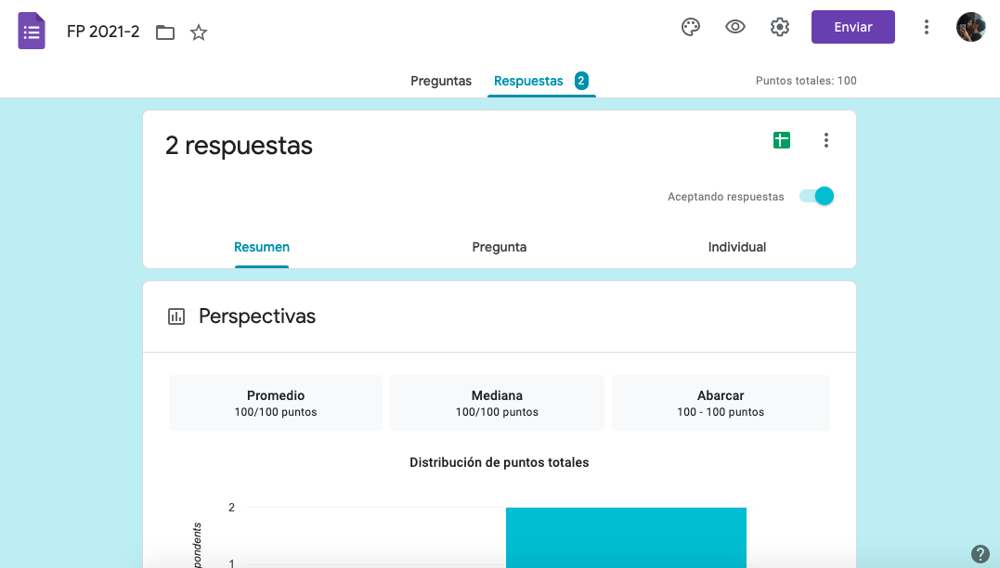 FP 2021-2
Enviar
Preguntas
Respuestas 2
Puntos totales: 100
2 respuestas
Aceptando respuestas
Resumen
Pregunta
Individual
Perspectivas
Promedio
100/100 puntos
Mediana
100/100 puntos
Abarcar
100 - 100 puntos
Distribución de puntos totales
2
1
pondents
?